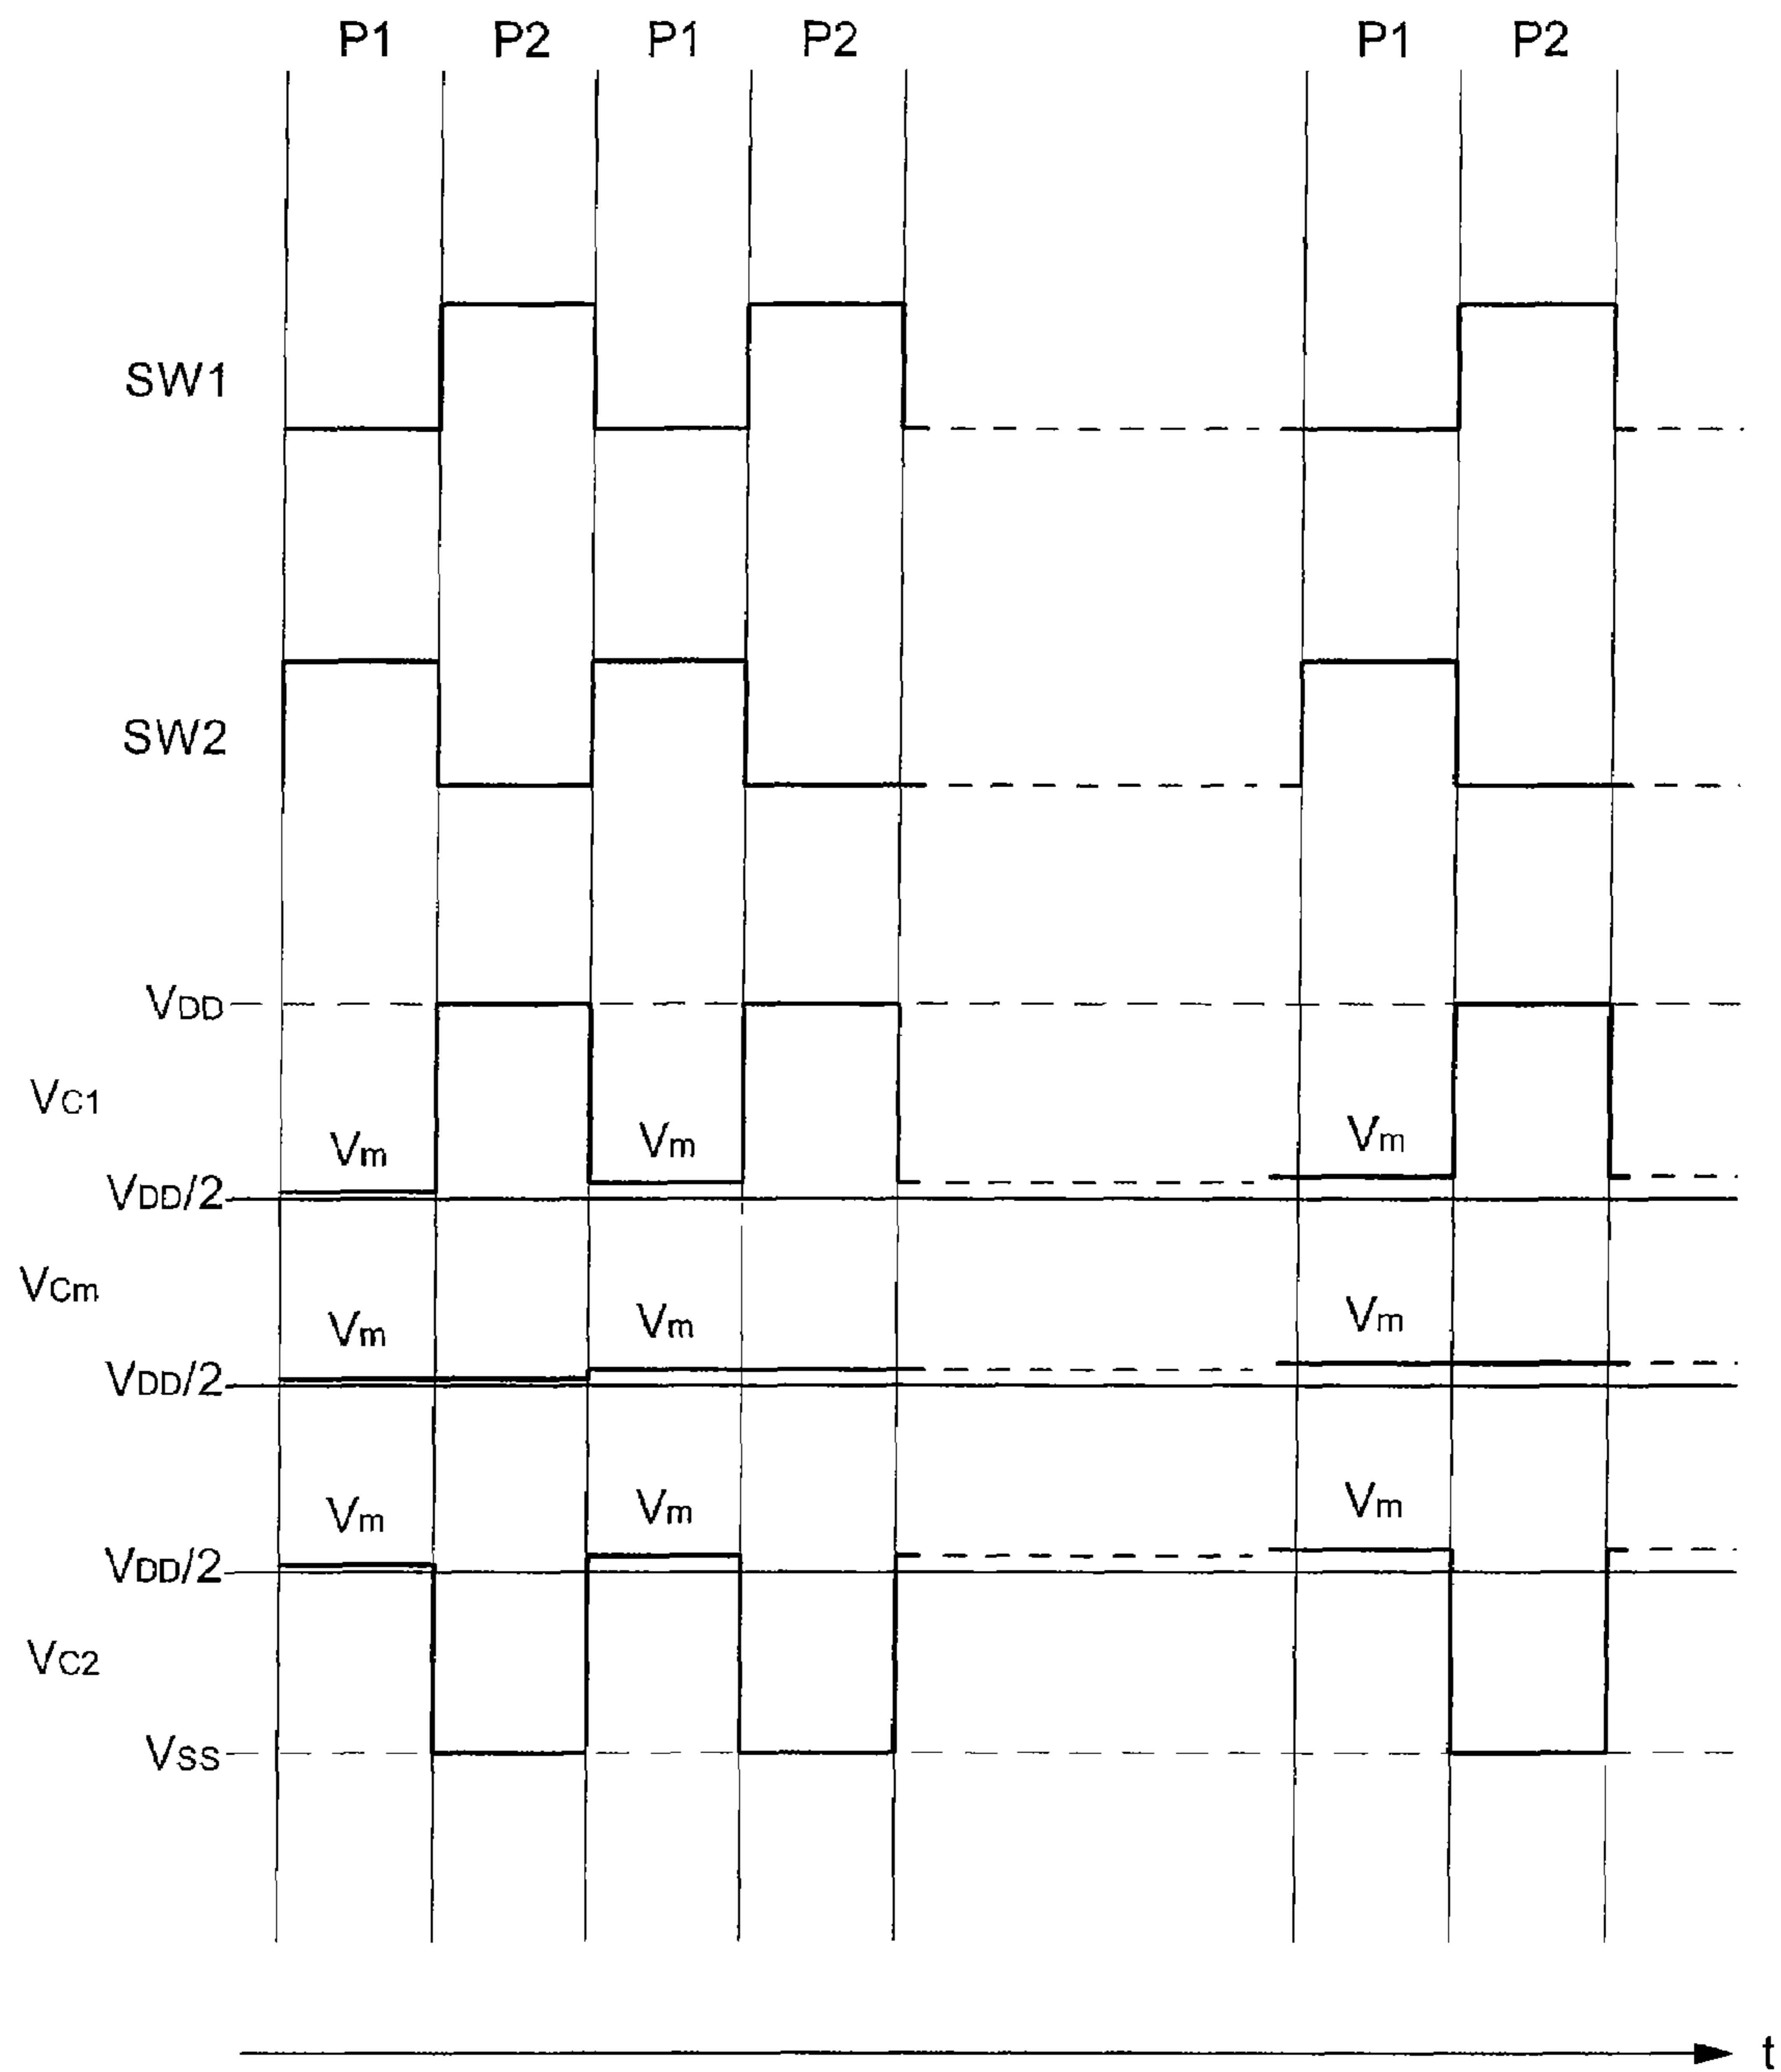 P1 P2 P1 P2 P1 P2
SW1
SW2
VDD
VC1
Vm Vm Vm
VDD/2
VCm
Vm Vm Vm
VDD/2
Vm Vm Vm
VDD/2
VC2
VSS
t